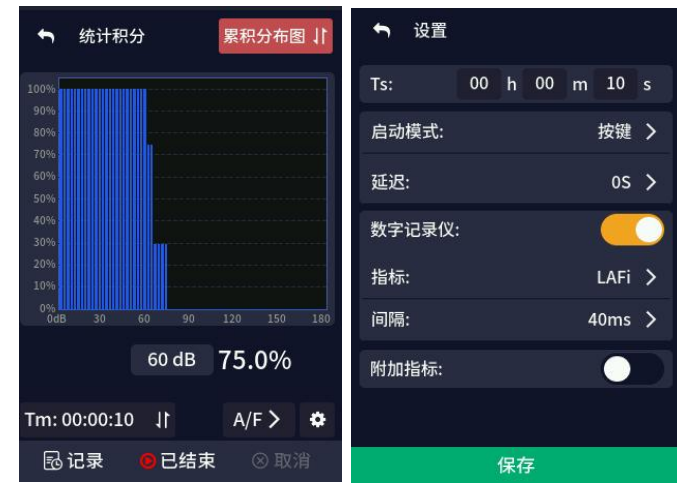 统计积分
累积分布图
100%
90%
80%
70%
60%
50%
40%
30%
20%
10%
0%
0dB 30 60 90 120 150 180
60 dB 75.0%
Tm: 00:00:10 A/F
记录 已结束 取消
设置
Ts: 00 h 00 m 10 s
启动模式: 按键
延迟: 0S
数字记录仪:
指标: LAFi
间隔: 40ms
附加指标:
保存